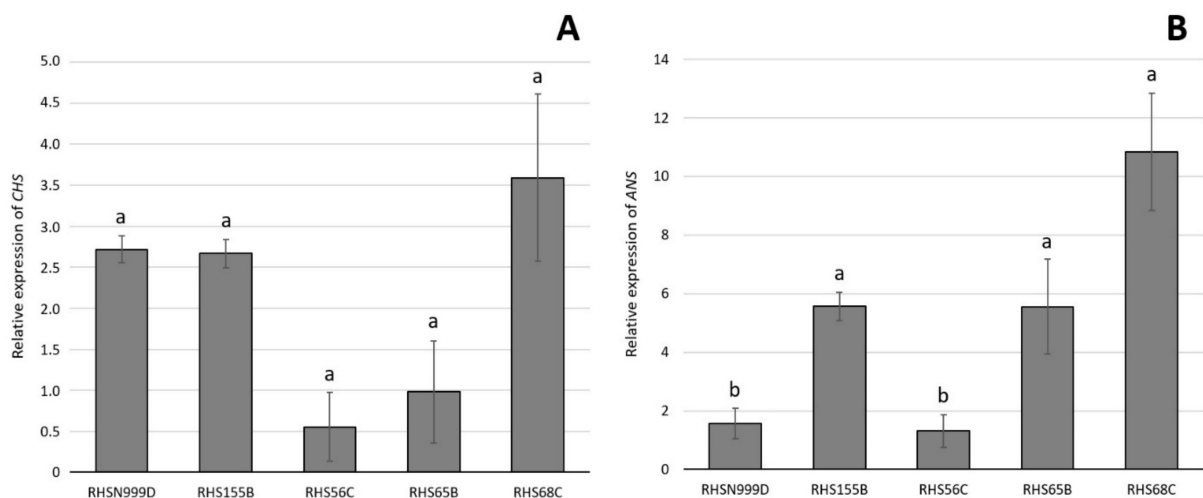 A
Relative expression of CHS
5.0
4.5
4.0
3.5
3.0
2.5
2.0
1.5
1.0
0.5
0
a
a
a
a
a
RHSN999D RHS155B RHS56C RHS65B RHS68C
B
Relative expression of ANS
14
12
10
8
6
4
2
0
b
a
b
a
a
RHSN999D RHS155B RHS56C RHS65B RHS68C